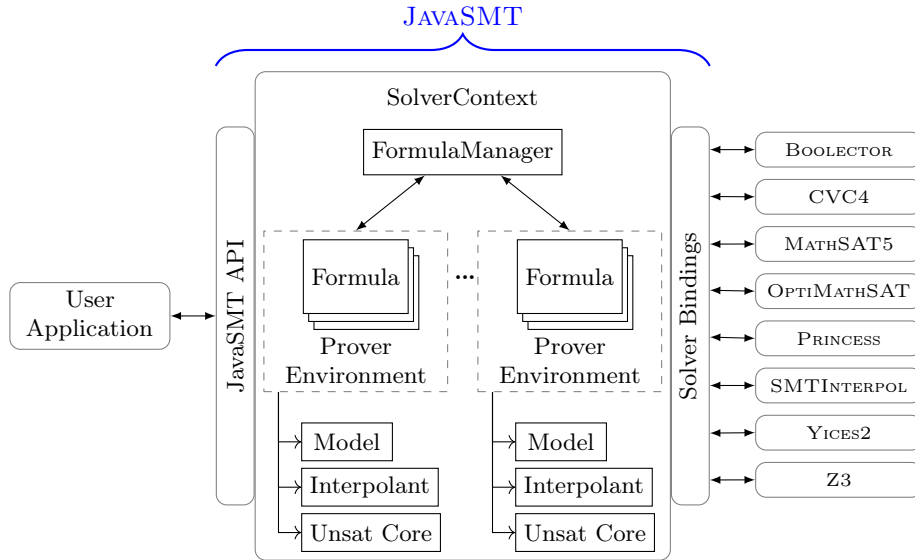 JAVASMT
SolverContext
FormulaManager
Formula
Prover
Environment
...
Formula
Prover
Environment
Model
Interpolant
Unsat Core
Model
Interpolant
Unsat Core
User
Application
JavaSMT API
Solver Bindings
BOOLECTOR
CVC4
MATHSAT5
OPTIMATHSAT
PRINCESS
SMTINTERPOL
YICES2
Z3